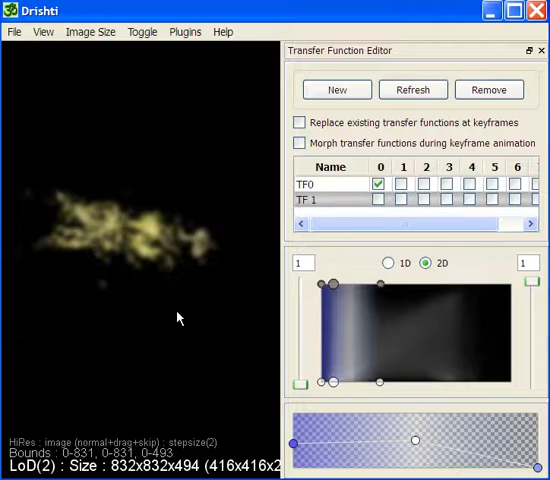 Drishti
File View Image Size Toggle Plugins Help
Transfer Function Editor
New Refresh Remove
Replace existing transfer functions at keyframes
Morph transfer functions during keyframe animation
Name 0 1 2 3 4 5 6
TF0
TF 1
1 1D 2D 1
HiRes : image (normal+drag+skip) : stepsize(2)
Bounds : 0-831, 0-831, 0-493
LoD(2) : Size : 832x832x494 (416x416x2